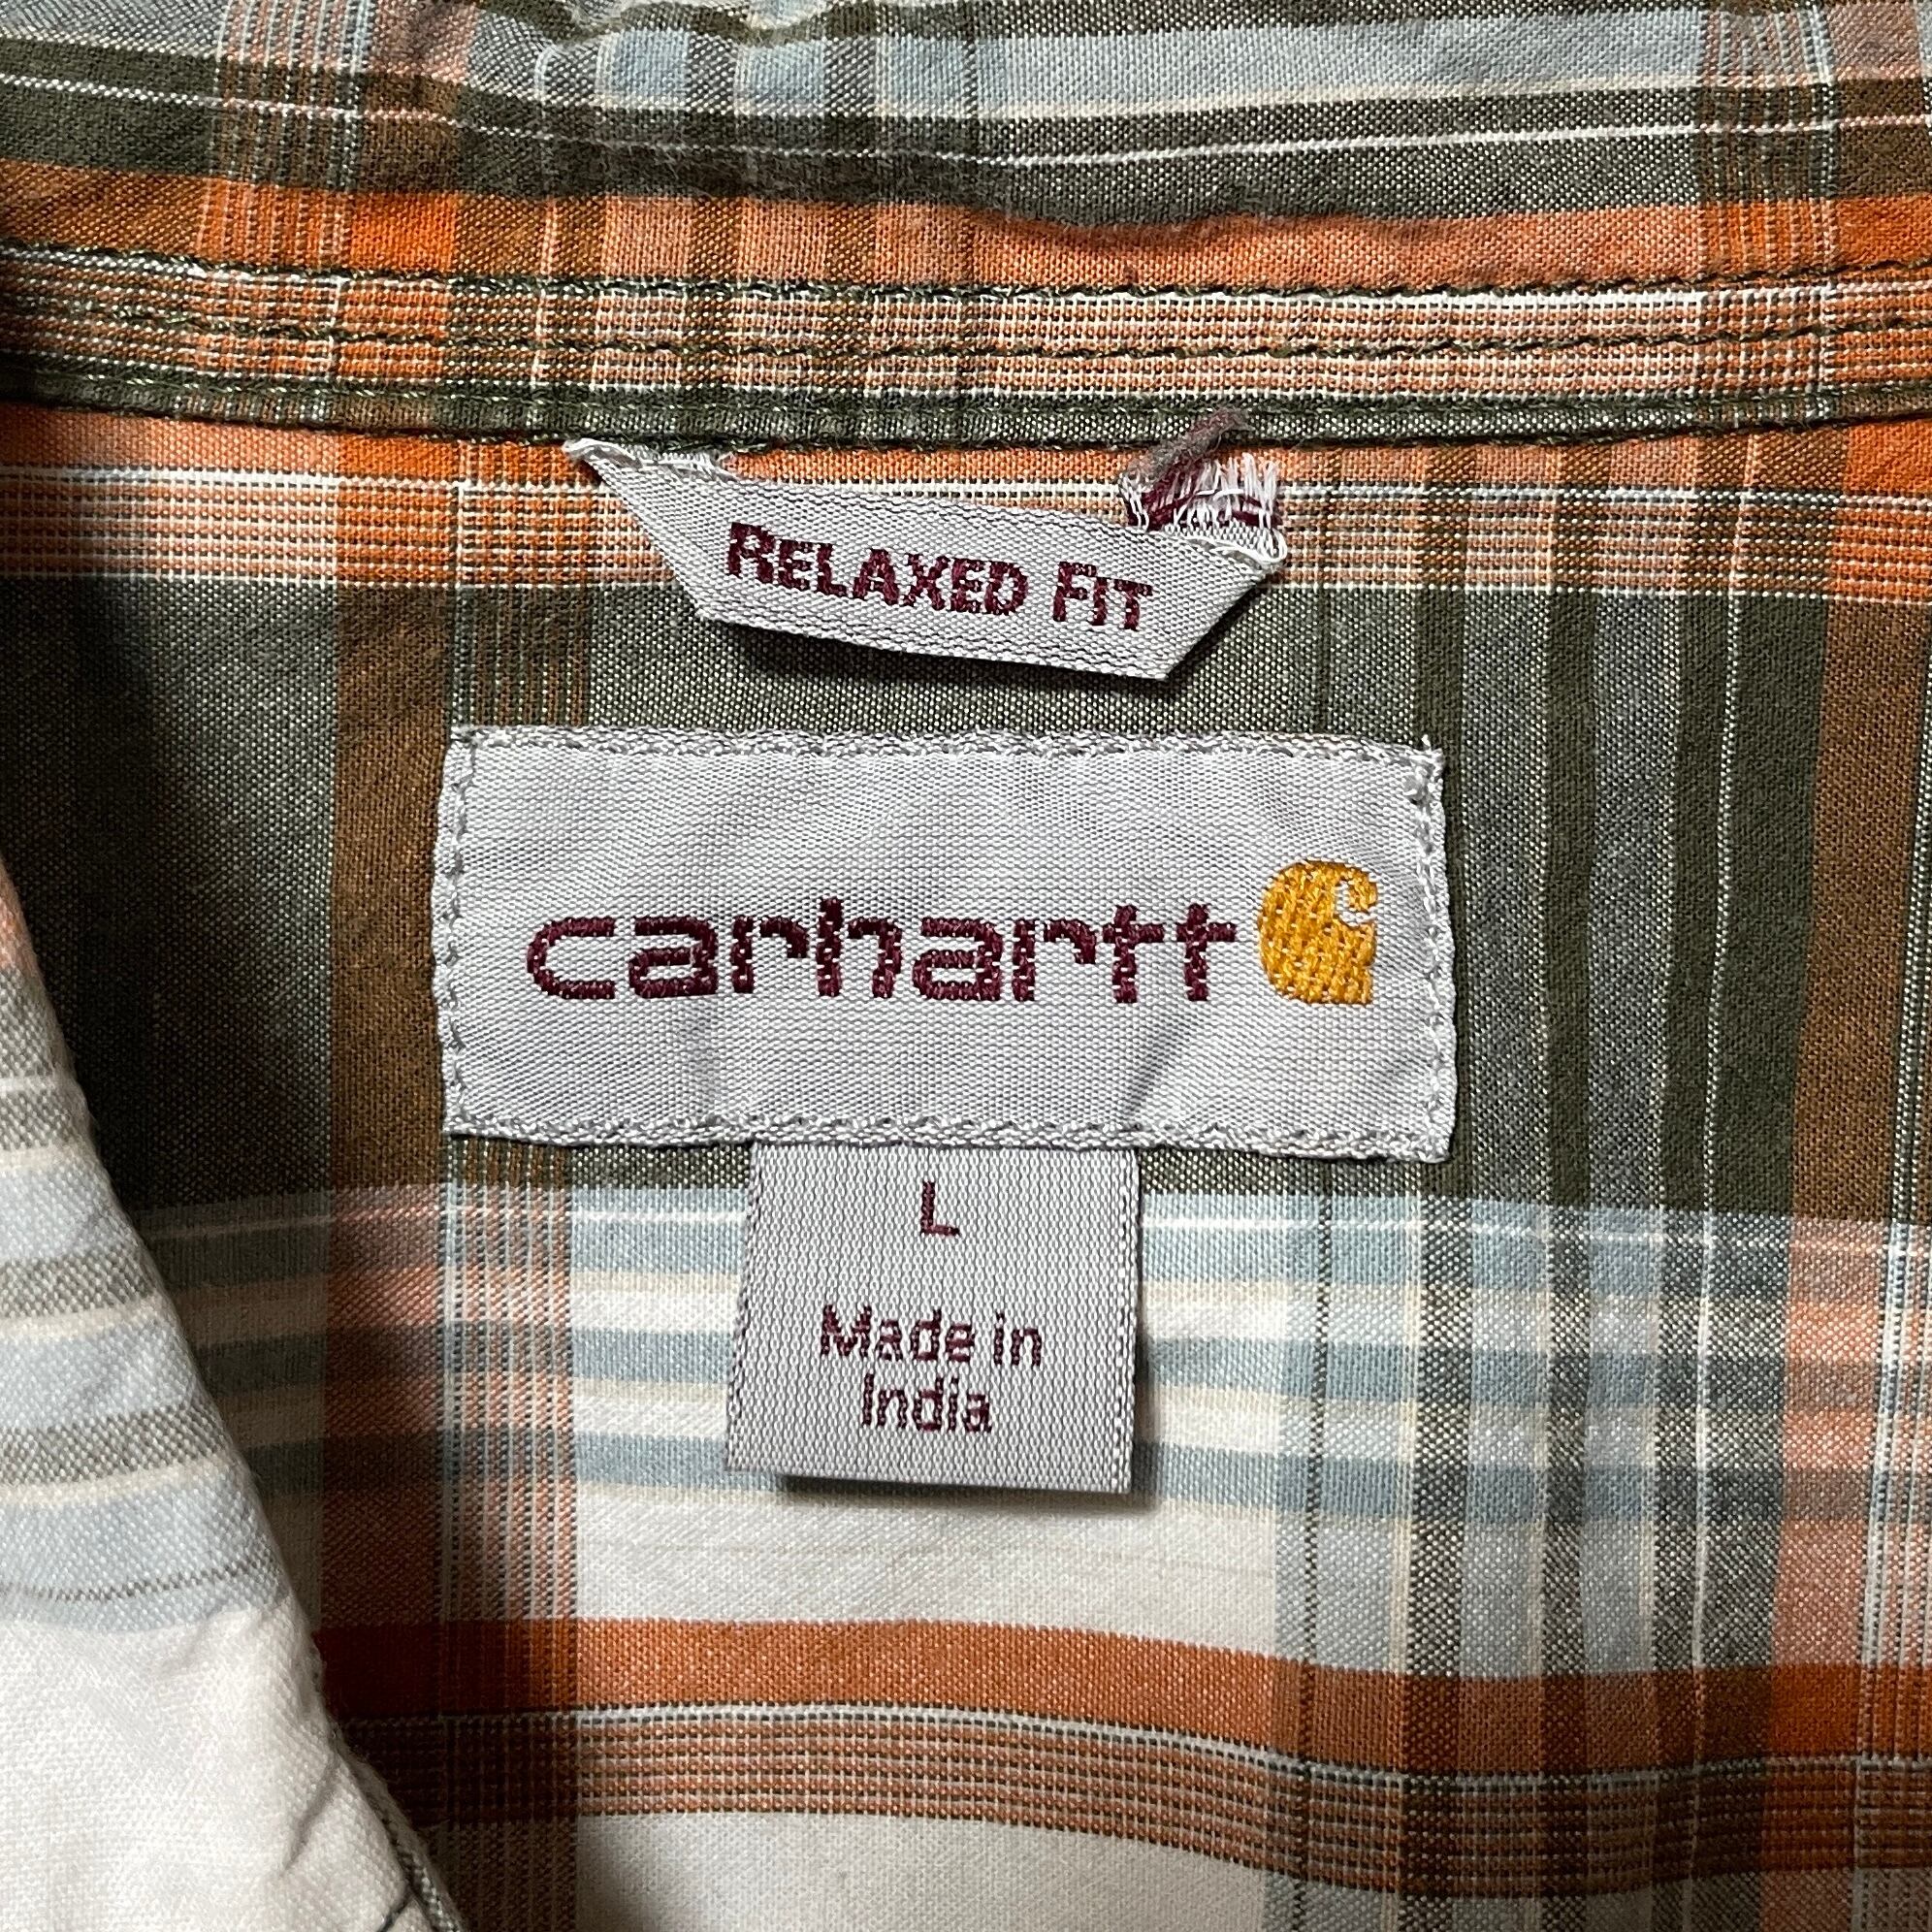 RELAXED FIT
carhartt
L
Made in
India